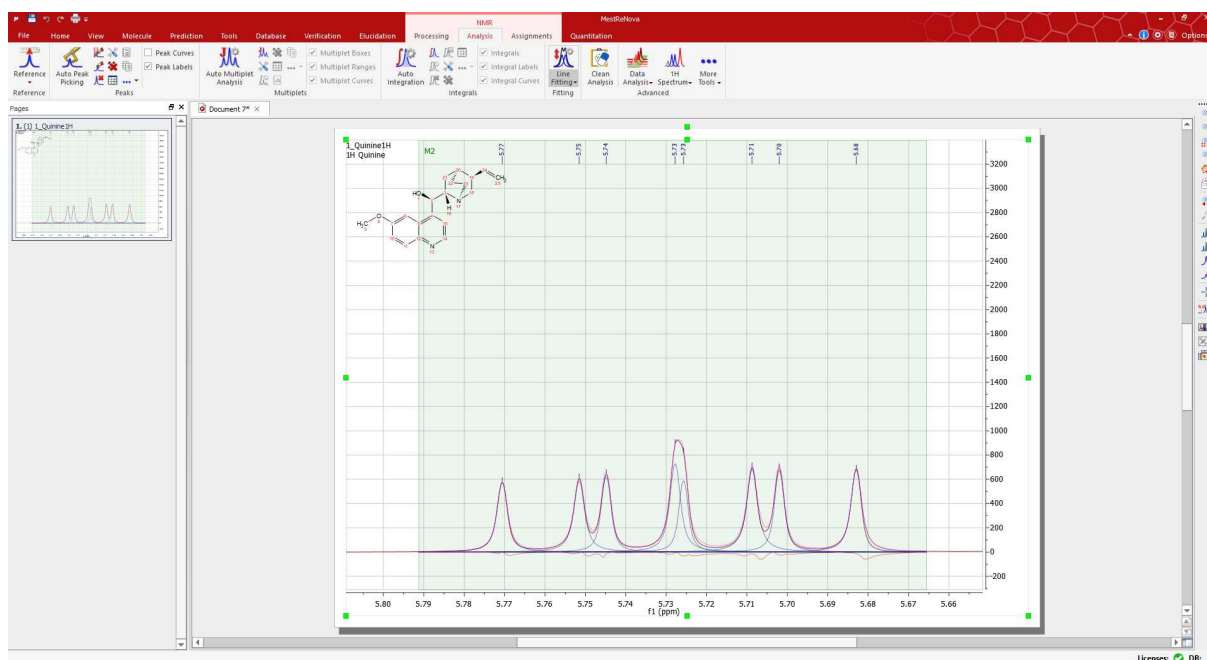 NMR
MestReNova
File Home View Molecule Prediction Tools Database Verification Elucidation Processing Analysis Assignments Quantitation
Options
Reference
Auto Peak Picking
Peak Curves
Peak Labels
Auto Multiplet Analysis
Multiplet Boxes
Multiplet Ranges
Multiplet Curves
Auto Integration
Integrals
Integral Labels
Integral Curves
Line Fitting
Clean Analysis
Data Analysis
1H Spectrum
More Tools
Reference Peaks Multiplets Integrals Fitting Advanced
Pages
Document 7*
1. (1) 1_Quinine1H
1_Quinine1H
1H Quinine
M2
5.77 5.75 5.74 5.73 5.73 5.71 5.70 5.68
HO
H
N
CH3
O
H3C
N
3200
3000
2800
2600
2400
2200
2000
1800
1600
1400
1200
1000
800
600
400
200
0
-200
5.80 5.79 5.78 5.77 5.76 5.75 5.74 5.73 5.72 5.71 5.70 5.69 5.68 5.67 5.66
f1 (ppm)
Licenses: DB: